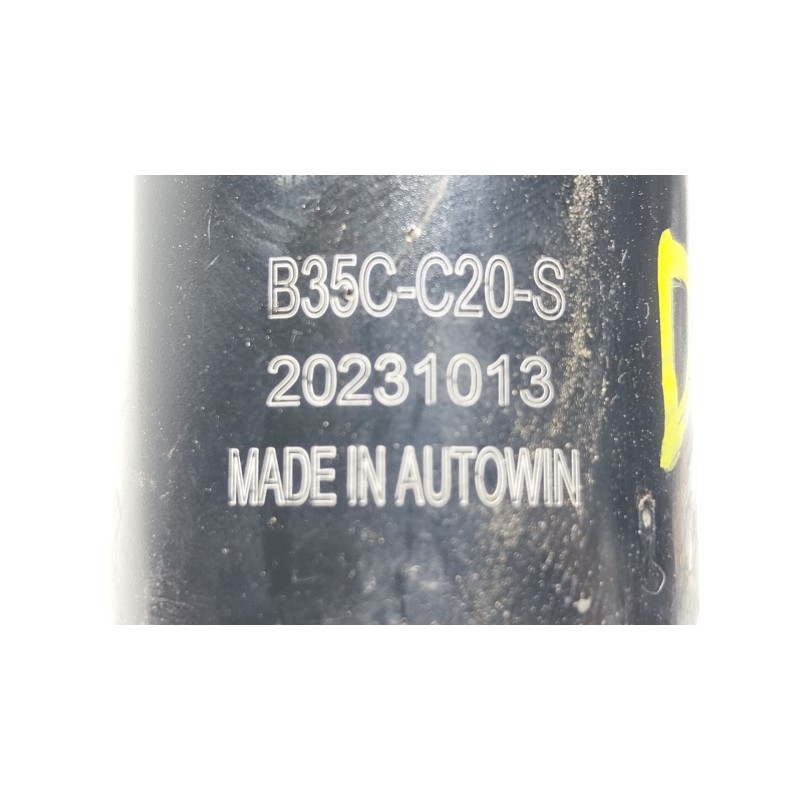 B35C-C20-S
20231013
MADE IN AUTOWIN
D